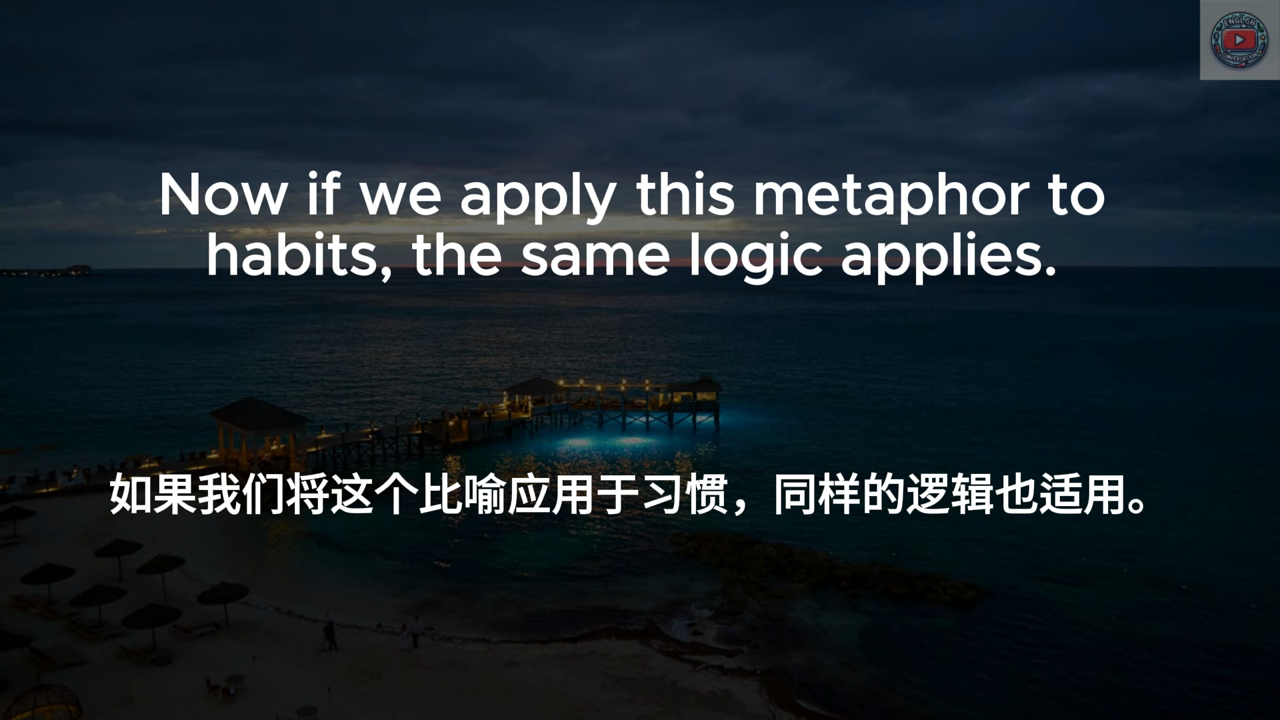 ENGLISH
Now if we apply this metaphor to
habits, the same logic applies.
如果我们将这个比喻应用于习惯，同样的逻辑也适用。